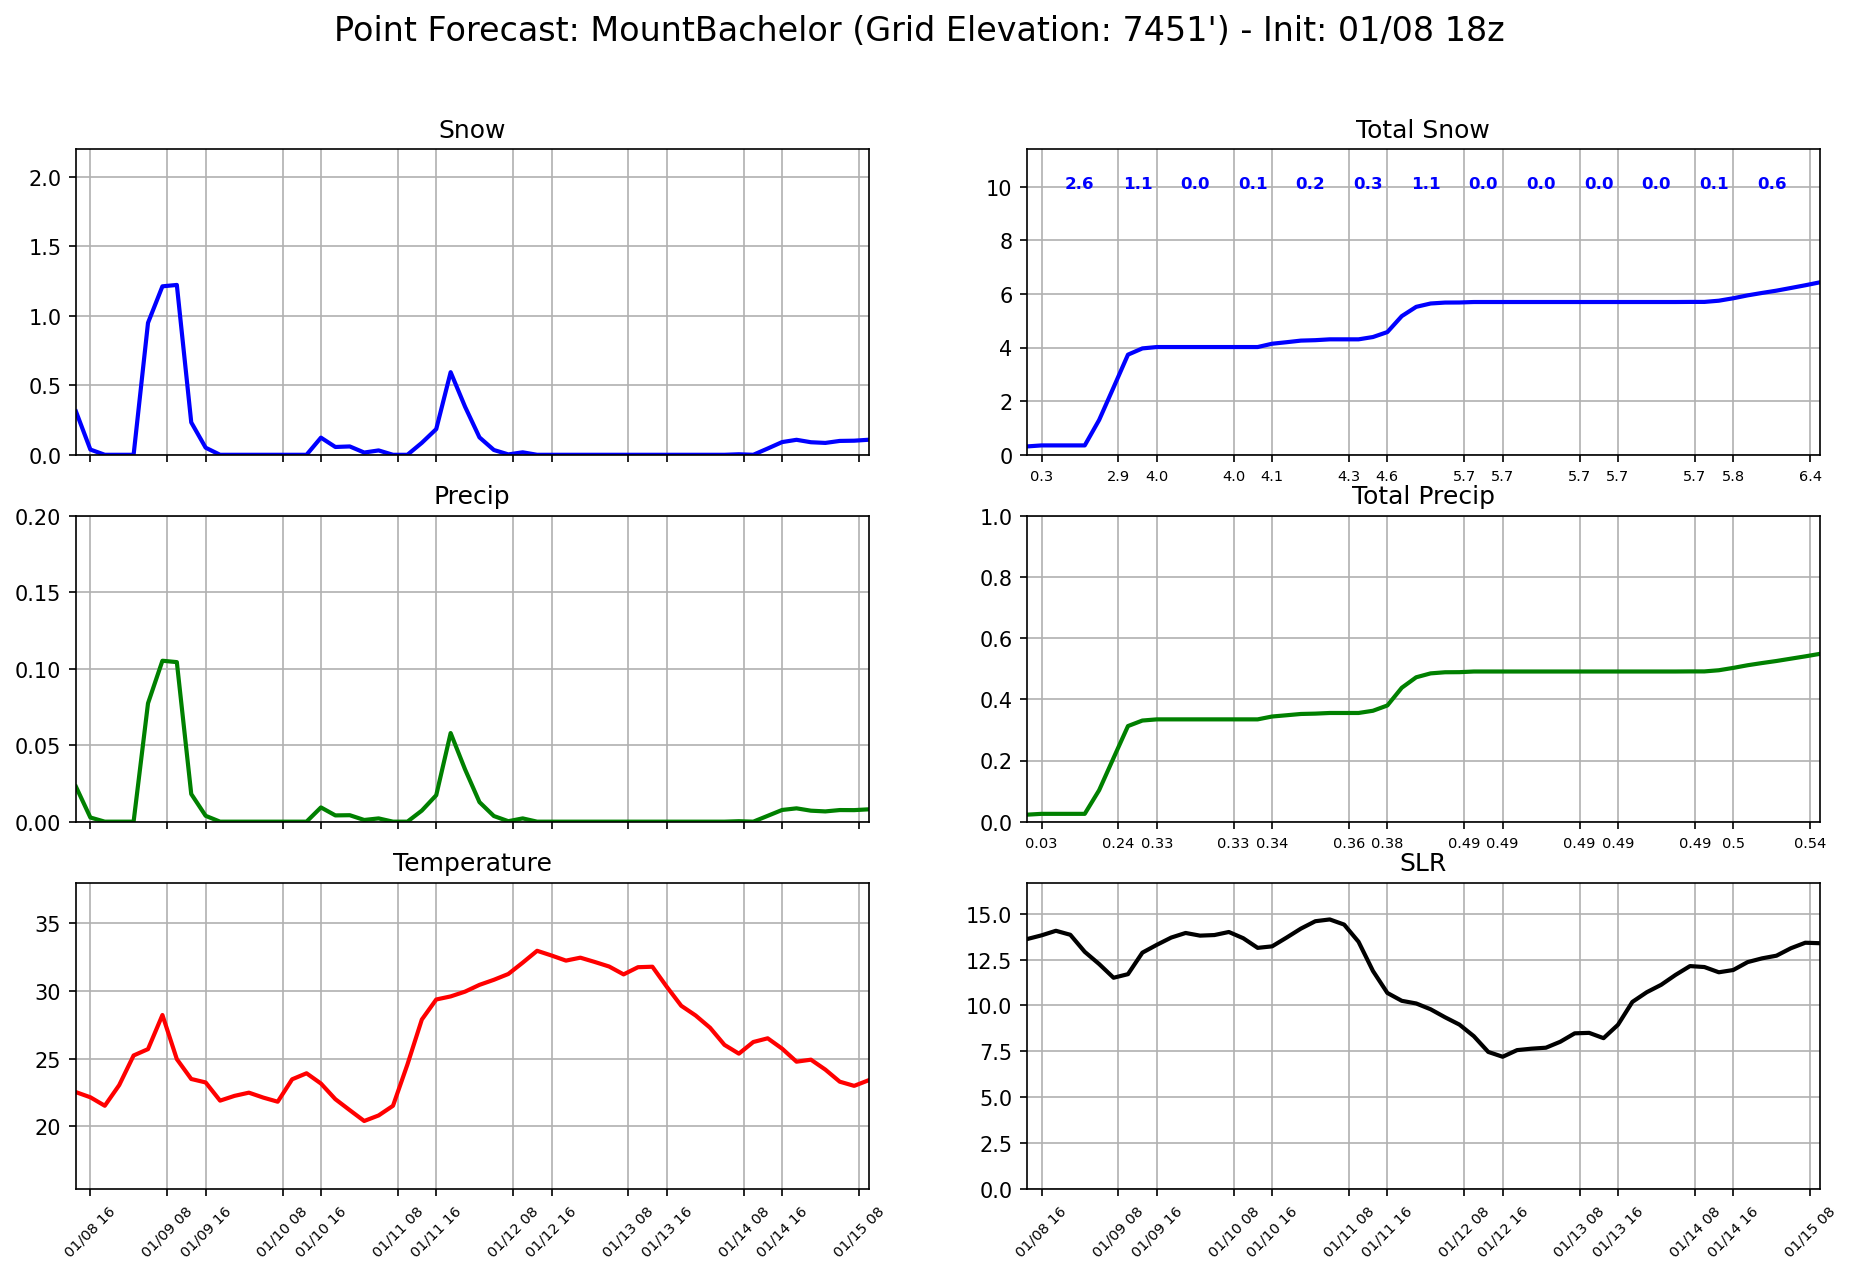 Point Forecast: MountBachelor (Grid Elevation: 7451') - Init: 01/08 18z
Snow
2.0
1.5
1.0
0.5
0.0
Total Snow
10
8
6
4
2
0
2.6 1.1 0.0 0.1 0.2 0.3 1.1 0.0 0.0 0.0 0.0 0.1 0.6
0.3 2.9 4.0 4.0 4.1 4.3 4.6 5.7 5.7 5.7 5.7 5.7 5.8 6.4
Precip
0.20
0.15
0.10
0.05
0.00
Total Precip
1.0
0.8
0.6
0.4
0.2
0.0
0.03 0.24 0.33 0.33 0.34 0.36 0.38 0.49 0.49 0.49 0.49 0.49 0.5 0.54
Temperature
35
30
25
20
01/08 16 01/09 08 01/09 16 01/10 08 01/10 16 01/11 08 01/11 16 01/12 08 01/12 16 01/13 08 01/13 16 01/14 08 01/14 16 01/15 08
SLR
15.0
12.5
10.0
7.5
5.0
2.5
0.0
01/08 16 01/09 08 01/09 16 01/10 08 01/10 16 01/11 08 01/11 16 01/12 08 01/12 16 01/13 08 01/13 16 01/14 08 01/14 16 01/15 08